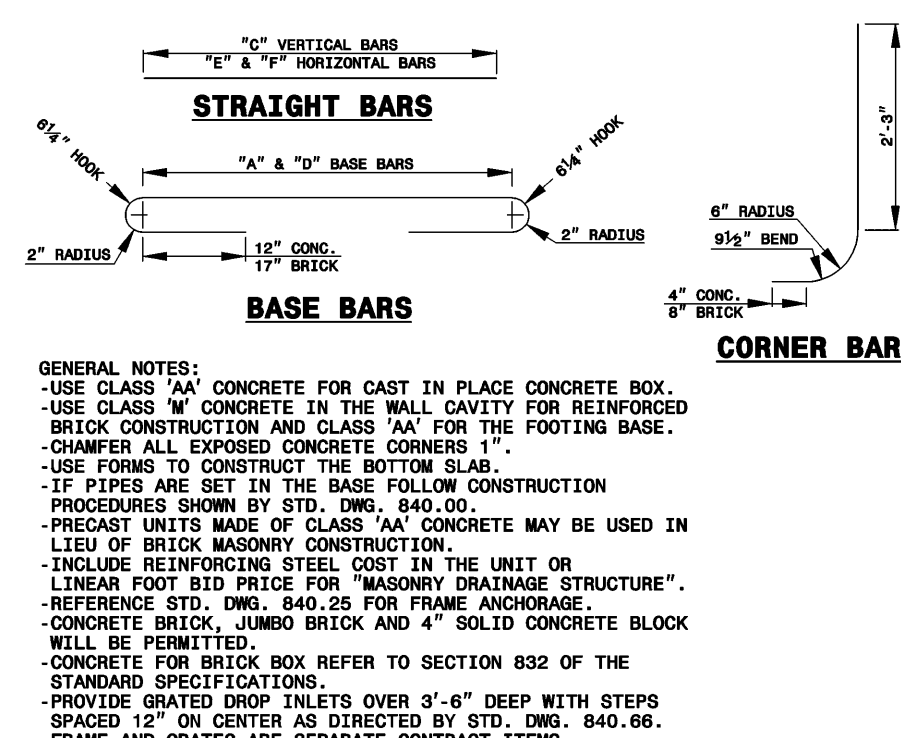 "C" VERTICAL BARS
"E" & "F" HORIZONTAL BARS
STRAIGHT BARS
6¼" HOOK
"A" & "D" BASE BARS
6¼" HOOK
2" RADIUS
12" CONC.
17" BRICK
2" RADIUS
BASE BARS
2'-3"
6" RADIUS
9½" BEND
4" CONC.
8" BRICK
CORNER BAR
GENERAL NOTES:
-USE CLASS 'AA' CONCRETE FOR CAST IN PLACE CONCRETE BOX.
-USE CLASS 'M' CONCRETE IN THE WALL CAVITY FOR REINFORCED
BRICK CONSTRUCTION AND CLASS 'AA' FOR THE FOOTING BASE.
-CHAMFER ALL EXPOSED CONCRETE CORNERS 1".
-USE FORMS TO CONSTRUCT THE BOTTOM SLAB.
-IF PIPES ARE SET IN THE BASE FOLLOW CONSTRUCTION
PROCEDURES SHOWN BY STD. DWG. 840.00.
-PRECAST UNITS MADE OF CLASS 'AA' CONCRETE MAY BE USED IN
LIEU OF BRICK MASONRY CONSTRUCTION.
-INCLUDE REINFORCING STEEL COST IN THE UNIT OR
LINEAR FOOT BID PRICE FOR "MASONRY DRAINAGE STRUCTURE".
-REFERENCE STD. DWG. 840.25 FOR FRAME ANCHORAGE.
-CONCRETE BRICK, JUMBO BRICK AND 4" SOLID CONCRETE BLOCK
WILL BE PERMITTED.
-CONCRETE FOR BRICK BOX REFER TO SECTION 832 OF THE
STANDARD SPECIFICATIONS.
-PROVIDE GRATED DROP INLETS OVER 3'-6" DEEP WITH STEPS
SPACED 12" ON CENTER AS DIRECTED BY STD. DWG. 840.66.
FRAME AND GRATES ARE SEPARATE CONTRACT ITEMS